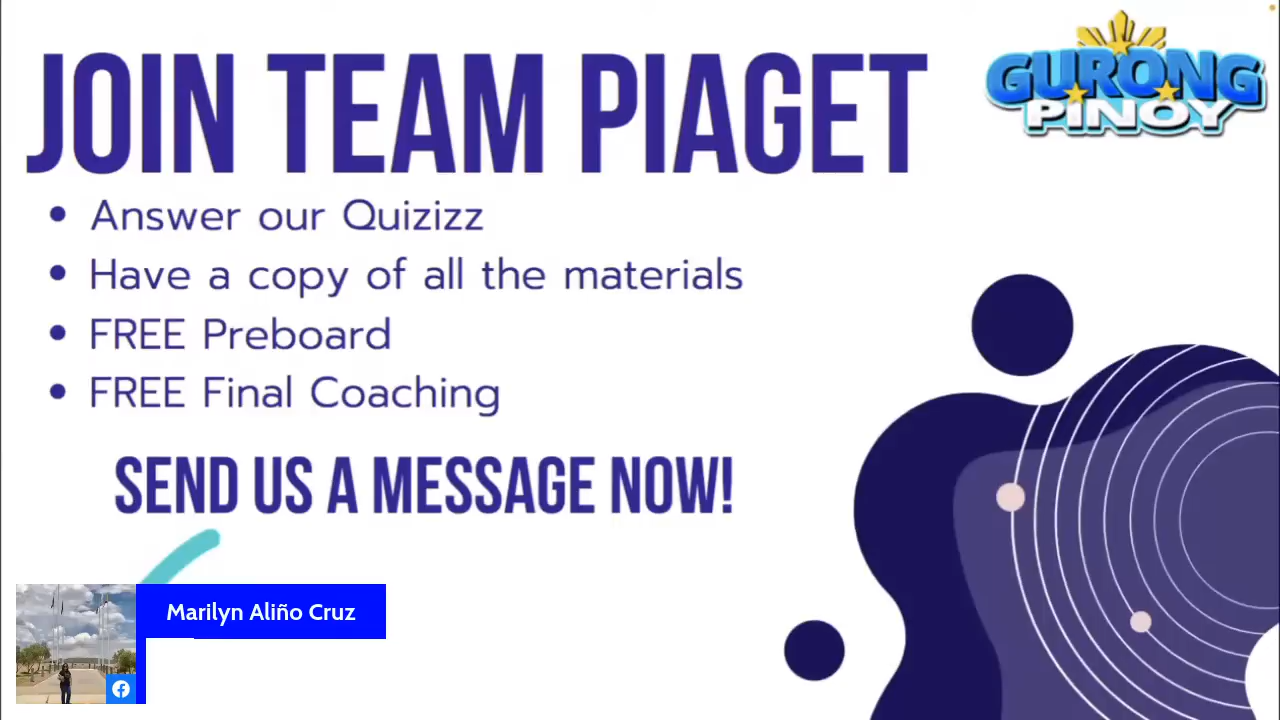 JOIN TEAM PIAGET
GURONG
PINOY
• Answer our Quizizz
• Have a copy of all the materials
• FREE Preboard
• FREE Final Coaching
SEND US A MESSAGE NOW!
Marilyn Aliño Cruz